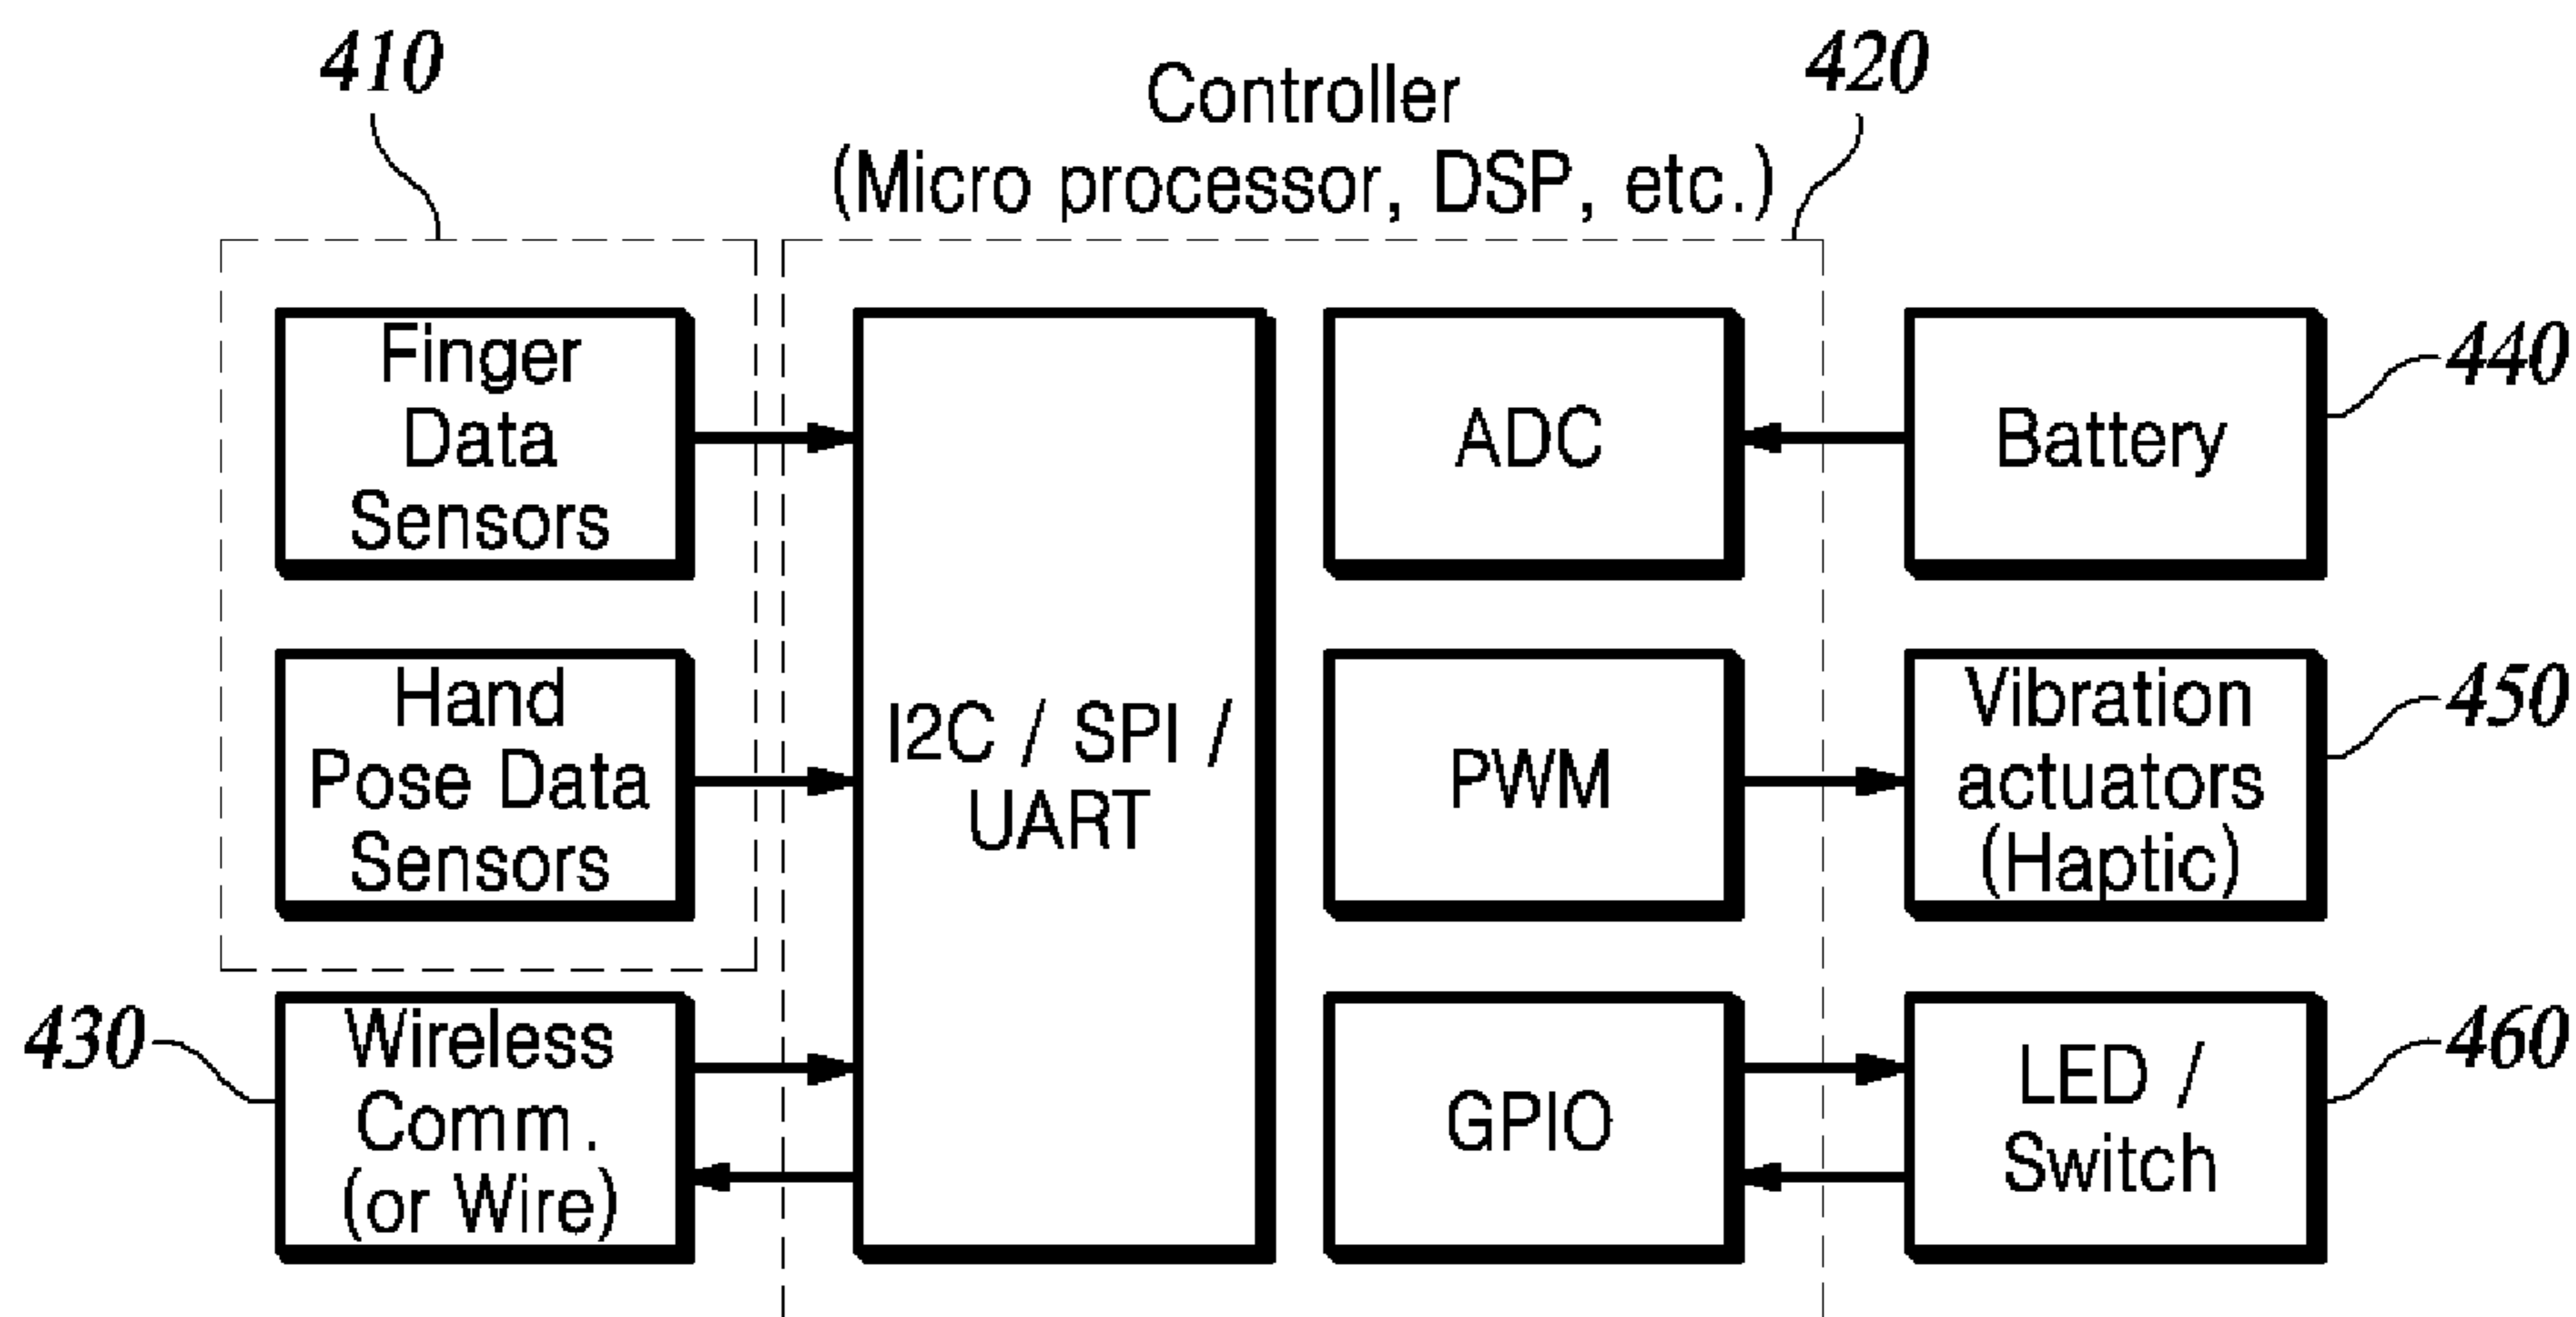 410
420
Controller
(Micro processor, DSP, etc.)
Finger
Data
Sensors
ADC
Battery
440
Hand
Pose Data
Sensors
I2C / SPI /
UART
PWM
Vibration
actuators
(Haptic)
450
430
Wireless
Comm.
(or Wire)
GPIO
LED /
Switch
460